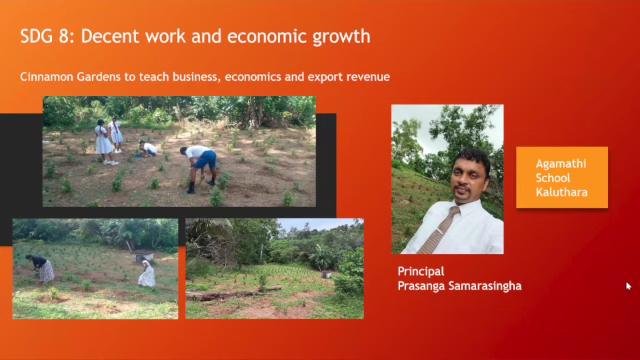 SDG 8: Decent work and economic growth
Cinnamon Gardens to teach business, economics and export revenue
Agamathi
School
Kaluthara
Principal
Prasanga Samarasingha